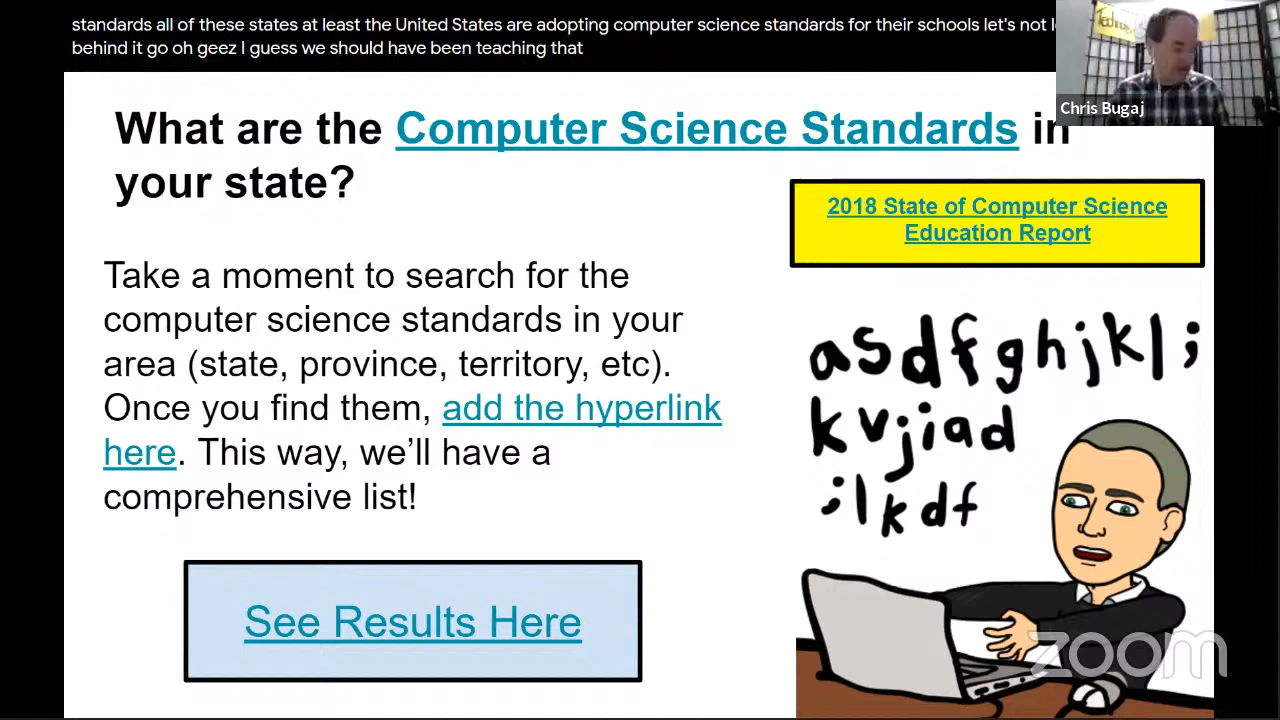 standards all of these states at least the United States are adopting computer science standards for their schools let's not
behind it go oh geez I guess we should have been teaching that
Chris Bugaj
What are the Computer Science Standards in
your state?
2018 State of Computer Science
Education Report
Take a moment to search for the
computer science standards in your
area (state, province, territory, etc).
Once you find them, add the hyperlink
here. This way, we’ll have a
comprehensive list!
asdfghjkl;
kvjiad
;lkdf
See Results Here
zoom